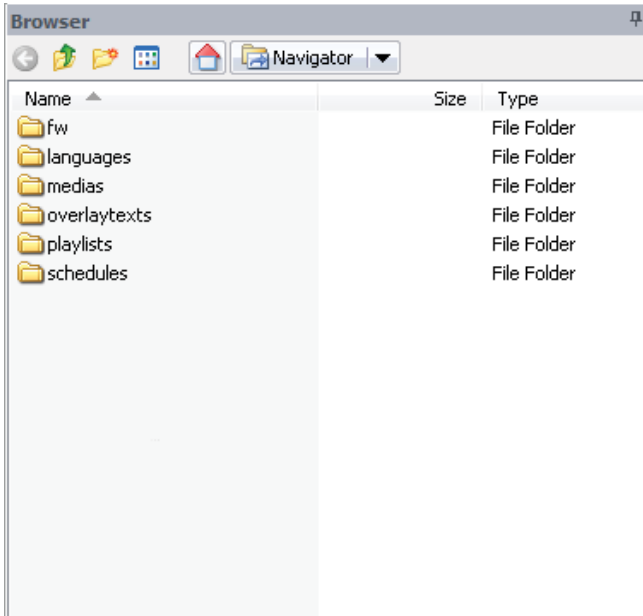 Browser
Navigator
Name Size Type
fw File Folder
languages File Folder
medias File Folder
overlaytexts File Folder
playlists File Folder
schedules File Folder